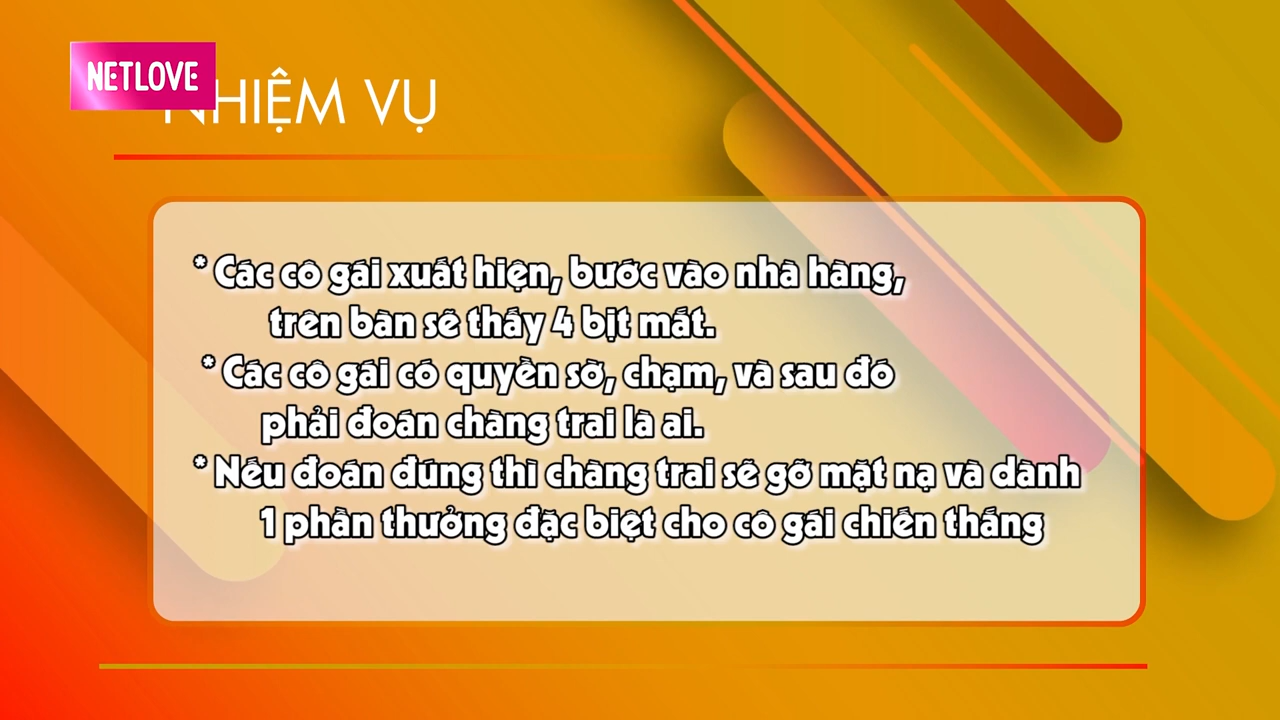 NETLOVE
NHIỆM VỤ
* Các cô gái xuất hiện, bước vào nhà hàng,
trên bàn sẽ thấy 4 bịt mắt.
* Các cô gái có quyền sờ, chạm, và sau đó
phải đoán chàng trai là ai.
* Nếu đoán đúng thì chàng trai sẽ gỡ mặt nạ và dành
1 phần thưởng đặc biệt cho cô gái chiến thắng